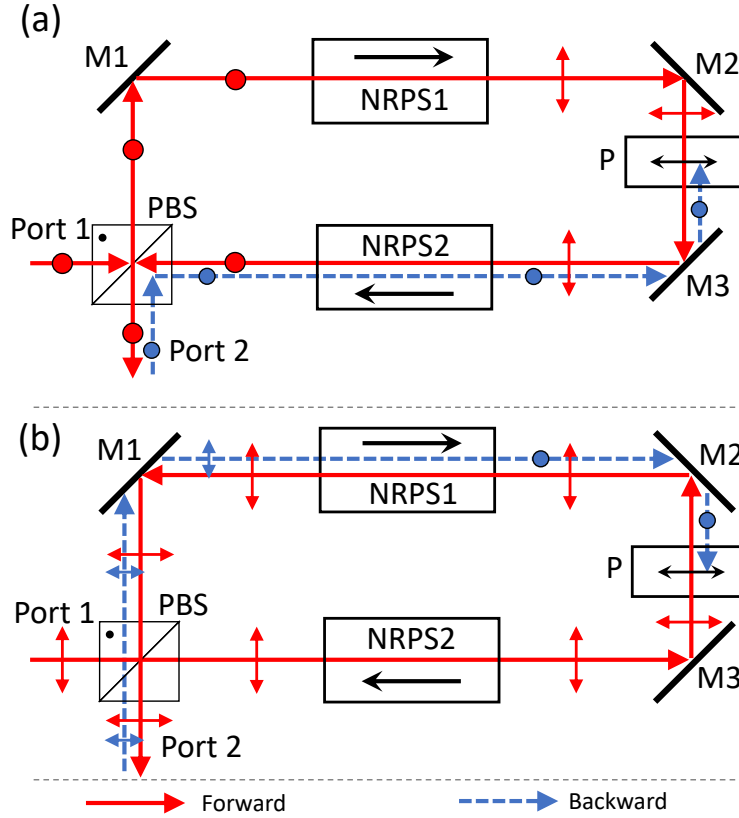 (a)
M1
M2
NRPS1
P
Port 1
PBS
NRPS2
M3
Port 2
(b)
M1
M2
NRPS1
P
Port 1
PBS
NRPS2
M3
Port 2
Forward
Backward